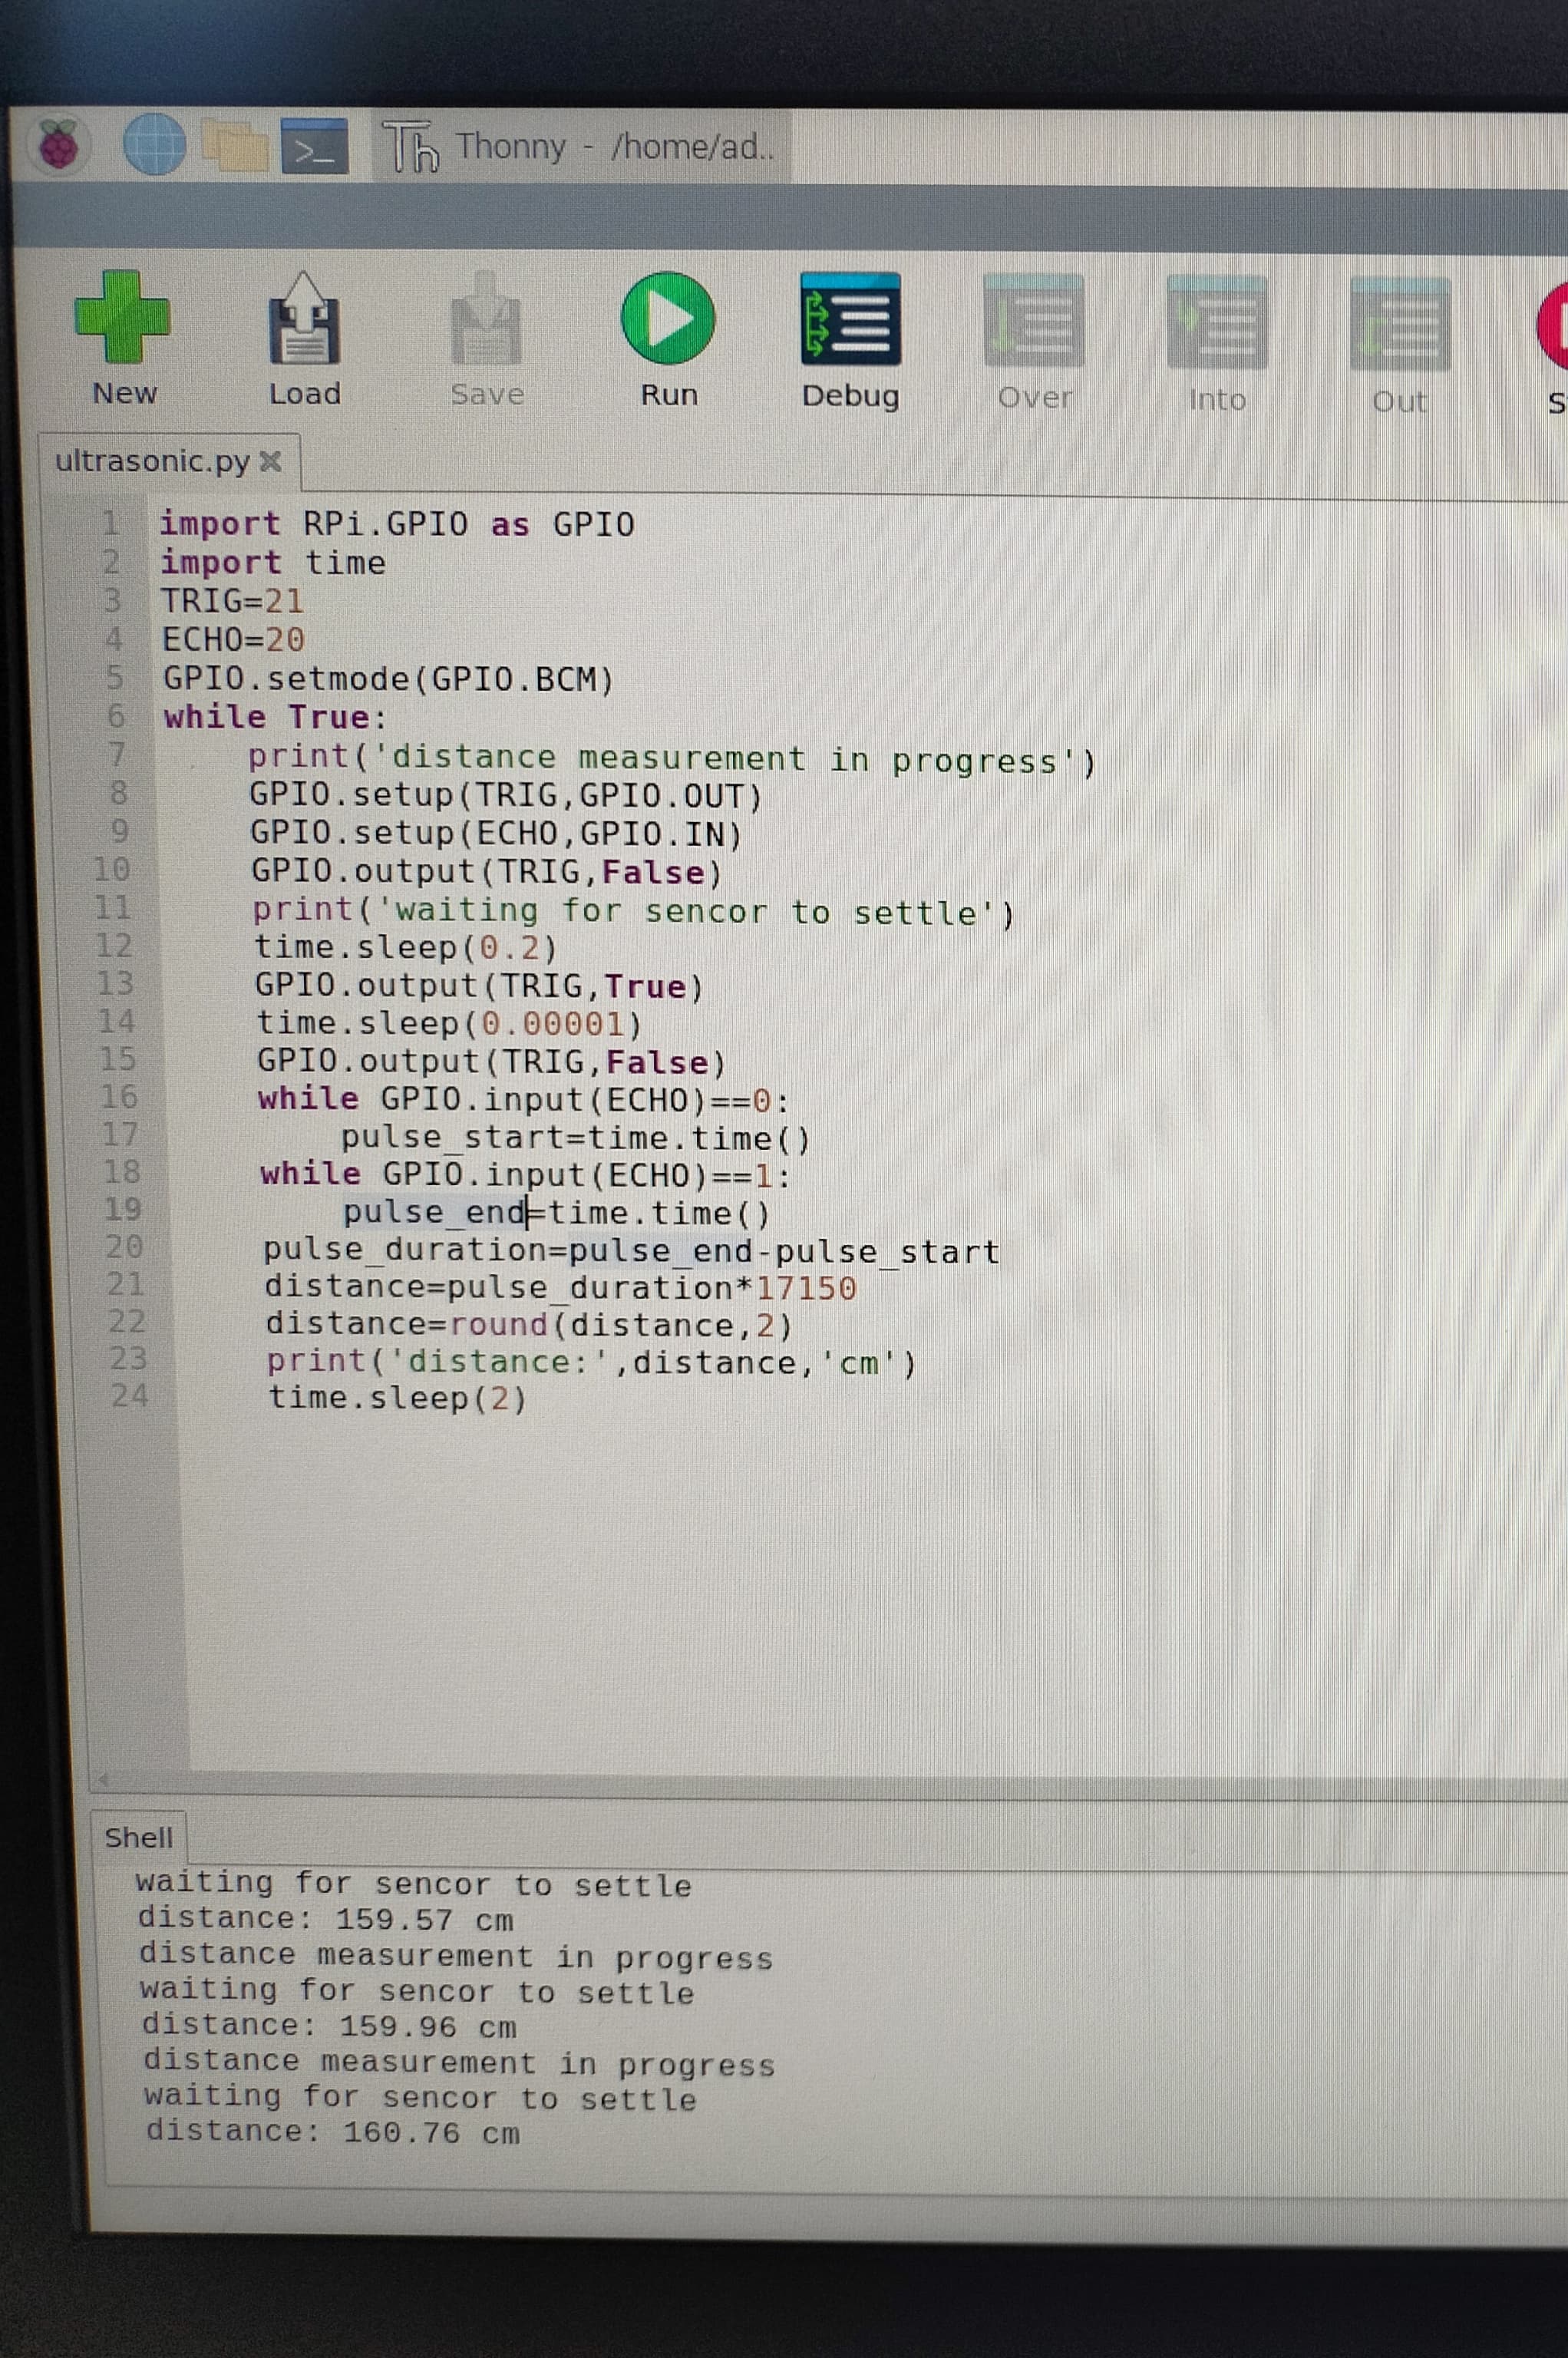 Thonny - /home/ad..
New Load Save Run Debug Over Into Out
ultrasonic.py
1 import RPi.GPIO as GPIO
2 import time
3 TRIG=21
4 ECHO=20
5 GPIO.setmode(GPIO.BCM)
6 while True:
7     print('distance measurement in progress')
8     GPIO.setup(TRIG,GPIO.OUT)
9     GPIO.setup(ECHO,GPIO.IN)
10     GPIO.output(TRIG,False)
11     print('waiting for sencor to settle')
12     time.sleep(0.2)
13     GPIO.output(TRIG,True)
14     time.sleep(0.00001)
15     GPIO.output(TRIG,False)
16     while GPIO.input(ECHO)==0:
17         pulse_start=time.time()
18     while GPIO.input(ECHO)==1:
19         pulse_end=time.time()
20     pulse_duration=pulse_end-pulse_start
21     distance=pulse_duration*17150
22     distance=round(distance,2)
23     print('distance:',distance,'cm')
24     time.sleep(2)
Shell
waiting for sencor to settle
distance: 159.57 cm
distance measurement in progress
waiting for sencor to settle
distance: 159.96 cm
distance measurement in progress
waiting for sencor to settle
distance: 160.76 cm